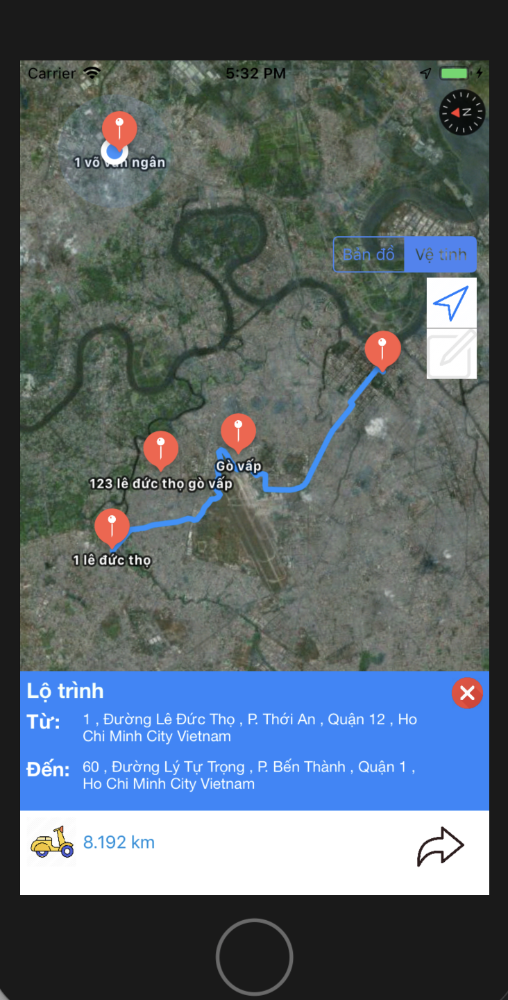 Carrier 5:32 PM
N
1 võ văn ngân
Bản đồ Vệ tinh
Gò vấp
123 lê đức thọ gò vấp
1 lê đức thọ
Lộ trình
Từ: 1 , Đường Lê Đức Thọ , P. Thới An , Quận 12 , Ho
Chi Minh City Vietnam
Đến: 60 , Đường Lý Tự Trọng , P. Bến Thành , Quận 1 ,
Ho Chi Minh City Vietnam
8.192 km